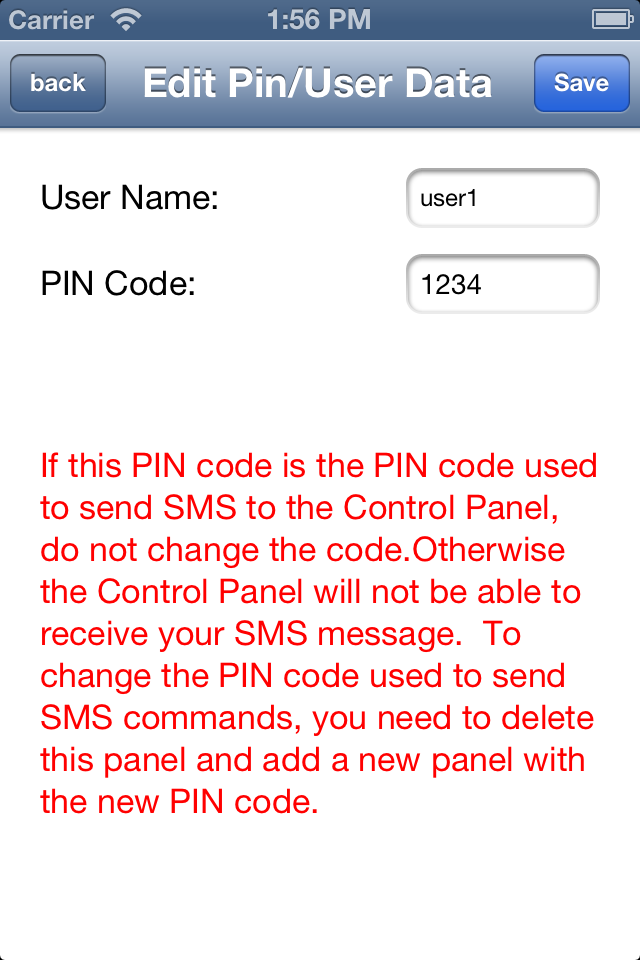 Carrier 1:56 PM
back Edit Pin/User Data Save
User Name: user1
PIN Code: 1234
If this PIN code is the PIN code used
to send SMS to the Control Panel,
do not change the code.Otherwise
the Control Panel will not be able to
receive your SMS message.  To
change the PIN code used to send
SMS commands, you need to delete
this panel and add a new panel with
the new PIN code.